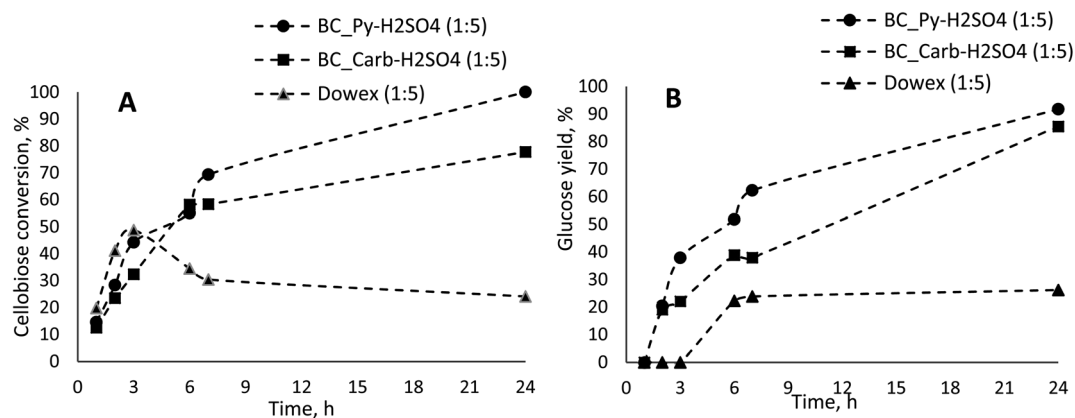 BC_Py-H2SO4 (1:5)
BC_Carb-H2SO4 (1:5)
Dowex (1:5)
A
Cellobiose conversion, %
100
90
80
70
60
50
40
30
20
10
0
0 3 6 9 12 15 18 21 24
Time, h
BC_Py-H2SO4 (1:5)
BC_Carb-H2SO4 (1:5)
Dowex (1:5)
B
Glucose yield, %
100
90
80
70
60
50
40
30
20
10
0
0 3 6 9 12 15 18 21 24
Time, h